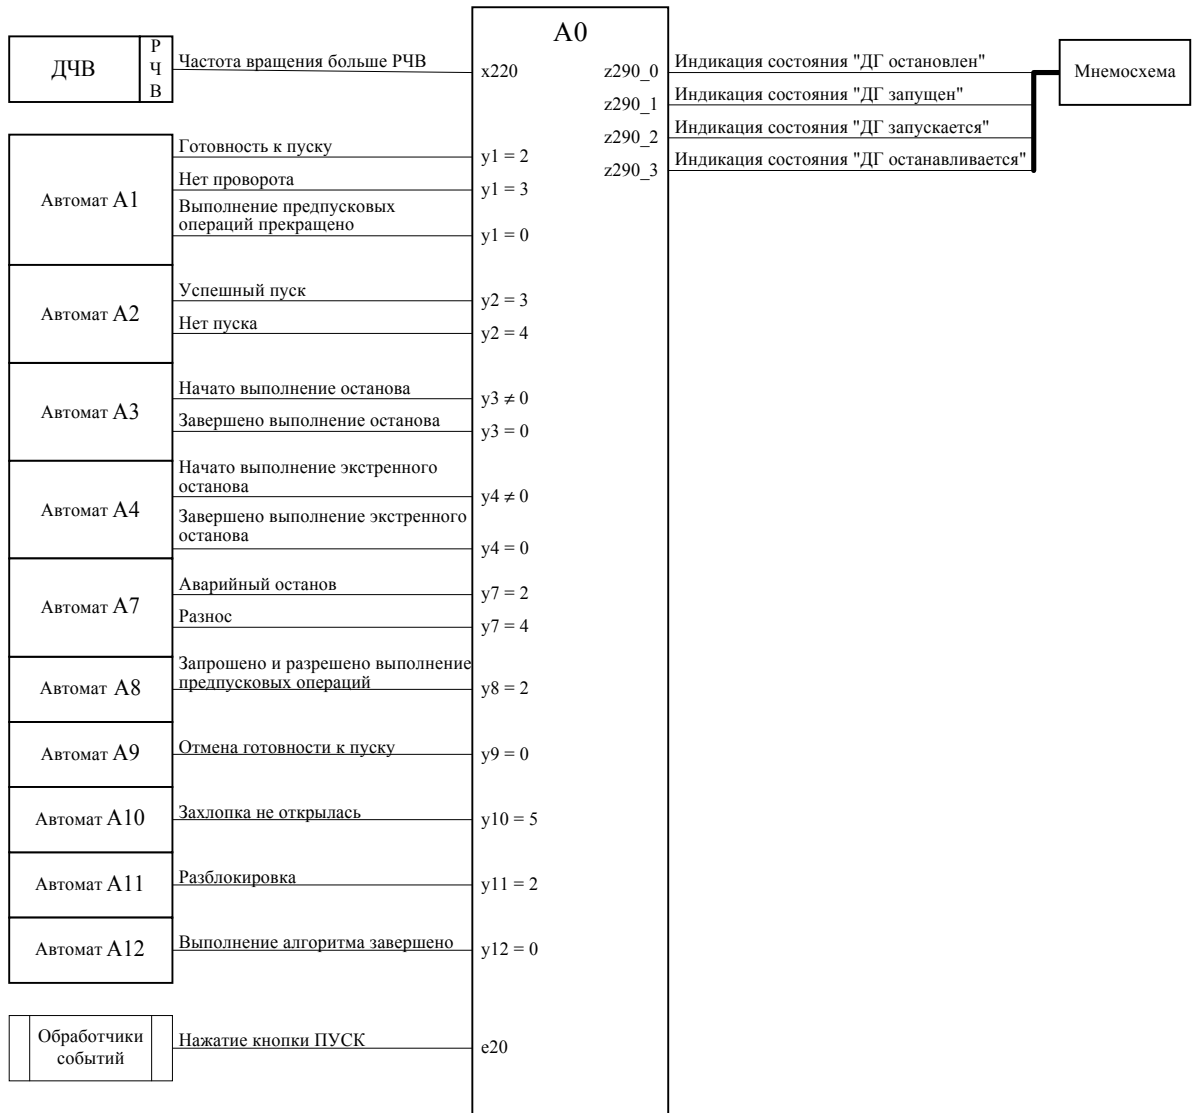 A0
ДЧВ
Р
Ч
В
Частота вращения больше РЧВ
x220
z290_0
Индикация состояния "ДГ остановлен"
Мнемосхема
z290_1
Индикация состояния "ДГ запущен"
z290_2
Индикация состояния "ДГ запускается"
z290_3
Индикация состояния "ДГ останавливается"
Автомат A1
Готовность к пуску
y1 = 2
Нет проворота
y1 = 3
Выполнение предпусковых
операций прекращено
y1 = 0
Автомат A2
Успешный пуск
y2 = 3
Нет пуска
y2 = 4
Автомат A3
Начато выполнение останова
y3 ≠ 0
Завершено выполнение останова
y3 = 0
Автомат A4
Начато выполнение экстренного
останова
y4 ≠ 0
Завершено выполнение экстренного
останова
y4 = 0
Автомат A7
Аварийный останов
y7 = 2
Разнос
y7 = 4
Автомат A8
Запрошено и разрешено выполнение
предпусковых операций
y8 = 2
Автомат A9
Отмена готовности к пуску
y9 = 0
Автомат A10
Захлопка не открылась
y10 = 5
Автомат A11
Разблокировка
y11 = 2
Автомат A12
Выполнение алгоритма завершено
y12 = 0
Обработчики
событий
Нажатие кнопки ПУСК
e20